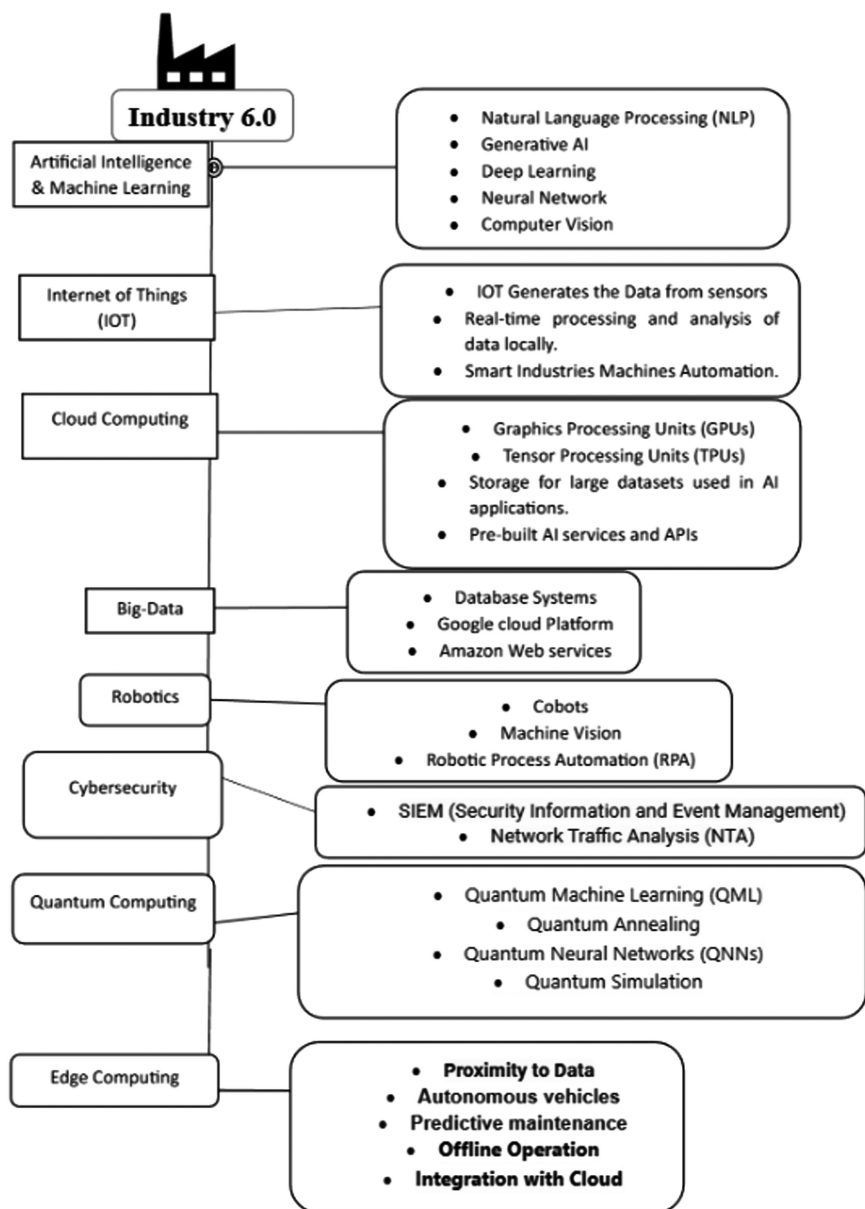 Industry 6.0
Artificial Intelligence
& Machine Learning
• Natural Language Processing (NLP)
• Generative AI
• Deep Learning
• Neural Network
• Computer Vision
Internet of Things
(IOT)
• IOT Generates the Data from sensors
• Real-time processing and analysis of
data locally.
• Smart Industries Machines Automation.
Cloud Computing
• Graphics Processing Units (GPUs)
• Tensor Processing Units (TPUs)
• Storage for large datasets used in AI
applications.
• Pre-built AI services and APIs
Big-Data
• Database Systems
• Google cloud Platform
• Amazon Web services
Robotics
• Cobots
• Machine Vision
• Robotic Process Automation (RPA)
Cybersecurity
• SIEM (Security Information and Event Management)
• Network Traffic Analysis (NTA)
Quantum Computing
• Quantum Machine Learning (QML)
• Quantum Annealing
• Quantum Neural Networks (QNNs)
• Quantum Simulation
Edge Computing
• Proximity to Data
• Autonomous vehicles
• Predictive maintenance
• Offline Operation
• Integration with Cloud